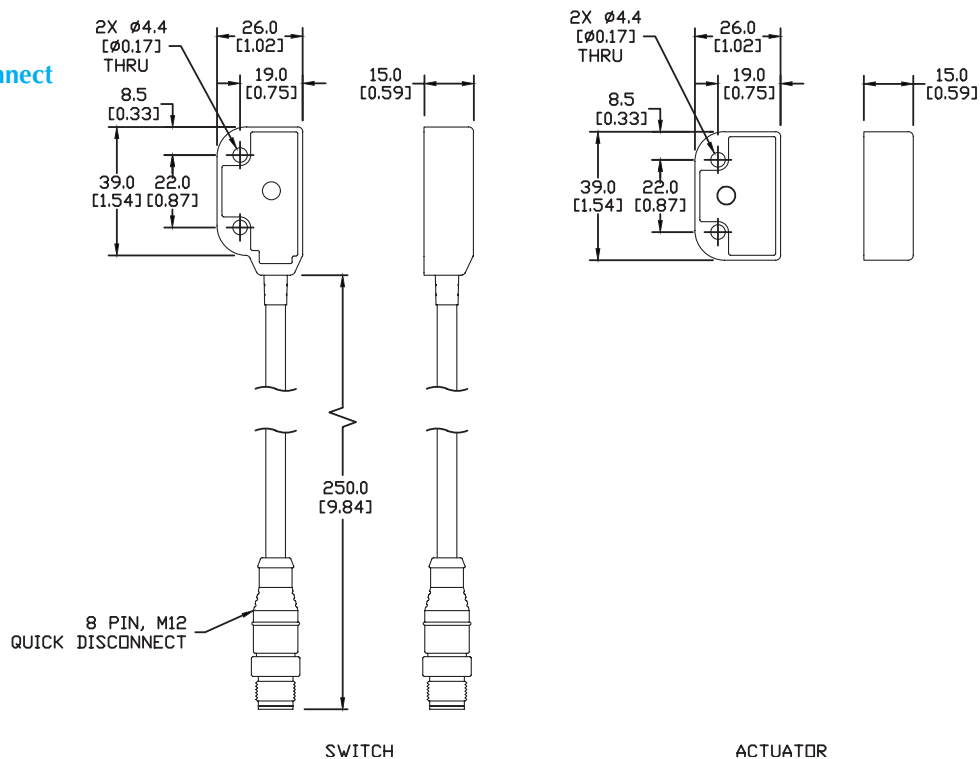 nnect
2X Ø4.4
[Ø0.17]
THRU
26.0
[1.02]
19.0
[0.75]
8.5
[0.33]
39.0
[1.54]
22.0
[0.87]
15.0
[0.59]
250.0
[9.84]
8 PIN, M12
QUICK DISCONNECT
SWITCH
2X Ø4.4
[Ø0.17]
THRU
26.0
[1.02]
19.0
[0.75]
8.5
[0.33]
39.0
[1.54]
22.0
[0.87]
15.0
[0.59]
ACTUATOR